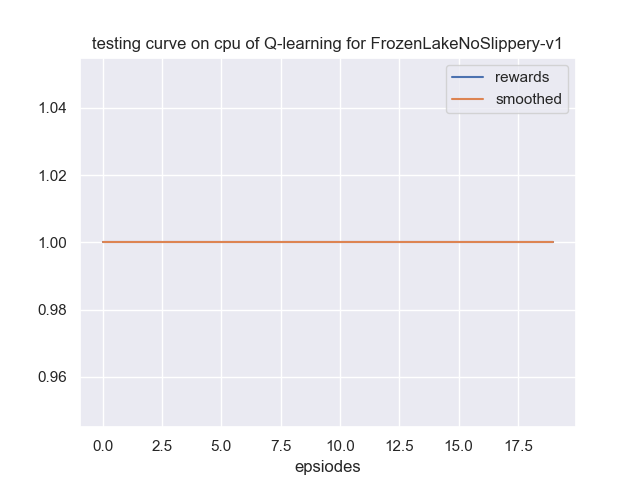 testing curve on cpu of Q-learning for FrozenLakeNoSlippery-v1
rewards
smoothed
1.04
1.02
1.00
0.98
0.96
0.0 2.5 5.0 7.5 10.0 12.5 15.0 17.5
epsiodes